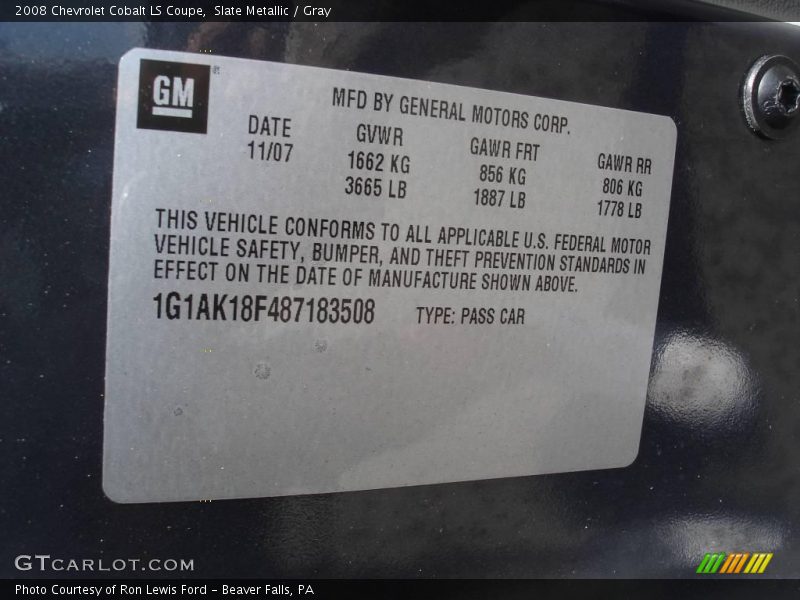 2008 Chevrolet Cobalt LS Coupe, Slate Metallic / Gray
GM
MFD BY GENERAL MOTORS CORP.
DATE GVWR GAWR FRT GAWR RR
11/07 1662 KG 856 KG 806 KG
3665 LB 1887 LB 1778 LB
THIS VEHICLE CONFORMS TO ALL APPLICABLE U.S. FEDERAL MOTOR
VEHICLE SAFETY, BUMPER, AND THEFT PREVENTION STANDARDS IN
EFFECT ON THE DATE OF MANUFACTURE SHOWN ABOVE.
1G1AK18F487183508 TYPE: PASS CAR
GTCARLOT.COM
Photo Courtesy of Ron Lewis Ford - Beaver Falls, PA